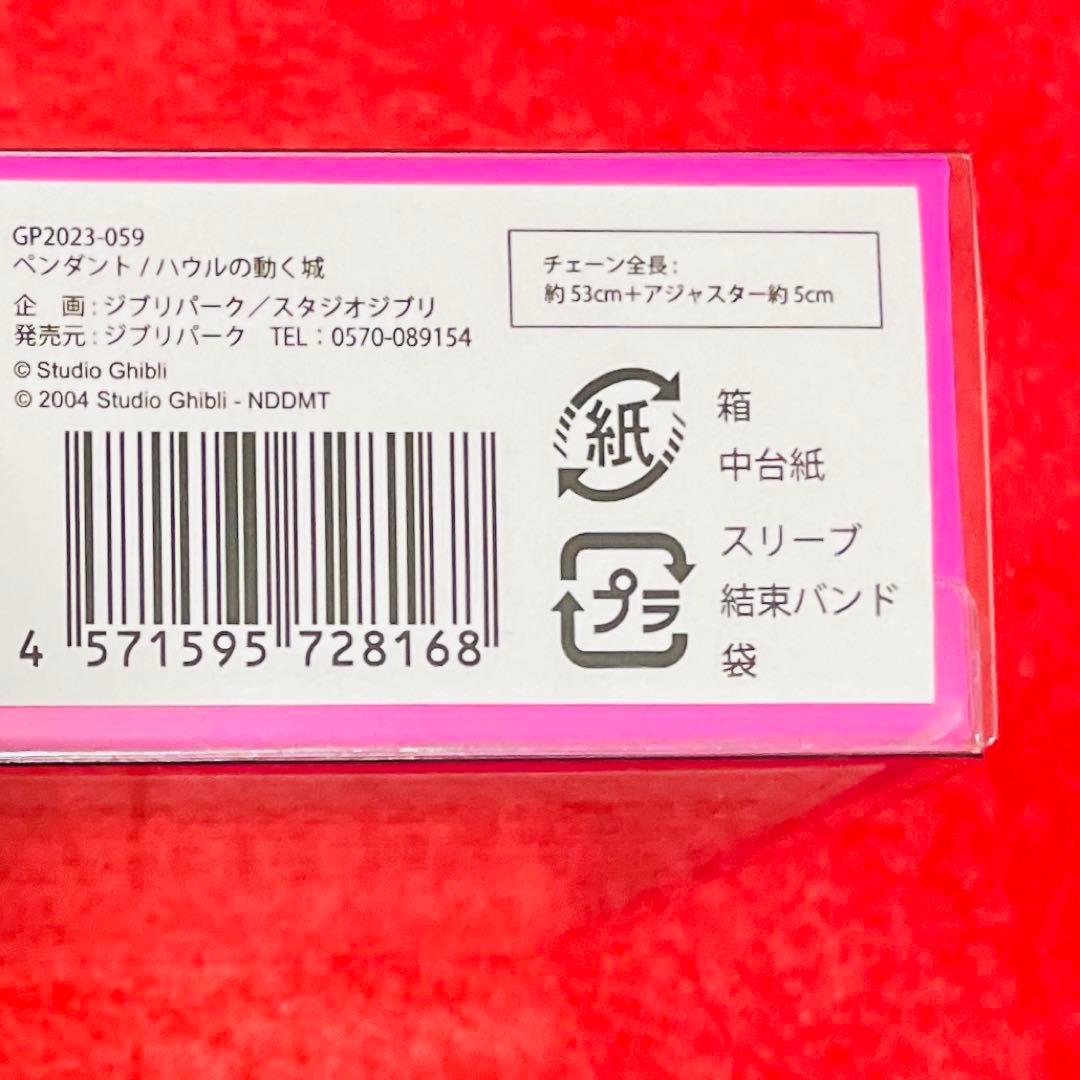 GP2023-059
ペンダント / ハウルの動く城
企　画 : ジブリパーク／スタジオジブリ
発売元 : ジブリパーク　TEL : 0570-089154
© Studio Ghibli
© 2004 Studio Ghibli - NDDMT
4 571595 728168
チェーン全長 :
約 53cm＋アジャスター約 5cm
紙
箱
中台紙
プラ
スリーブ
結束バンド
袋